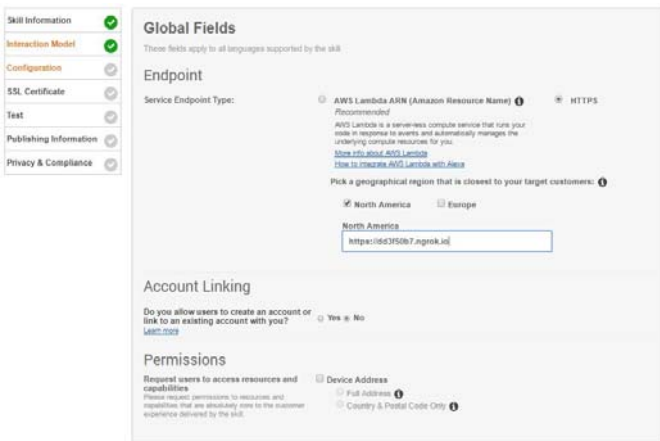 Skill Information
Interaction Model
Configuration
SSL Certificate
Test
Publishing Information
Privacy & Compliance
Global Fields
These fields apply to all languages supported by the skill.
Endpoint
Service Endpoint Type:
AWS Lambda ARN (Amazon Resource Name)
HTTPS
Recommended
AWS Lambda is a server-less compute service that runs your
code in response to events and automatically manages the
underlying compute resources for you.
More info about AWS Lambda
How to integrate AWS Lambda with Alexa
Pick a geographical region that is closest to your target customers:
North America
Europe
North America
https://dd3f50b7.ngrok.io
Account Linking
Do you allow users to create an account or
link to an existing account with you?
Yes
No
Learn more
Permissions
Request users to access resources and
capabilities
Device Address
Please request permissions to resources and
capabilities that are absolutely core to the customer
experience delivered by the skill.
Full Address
Country & Postal Code Only